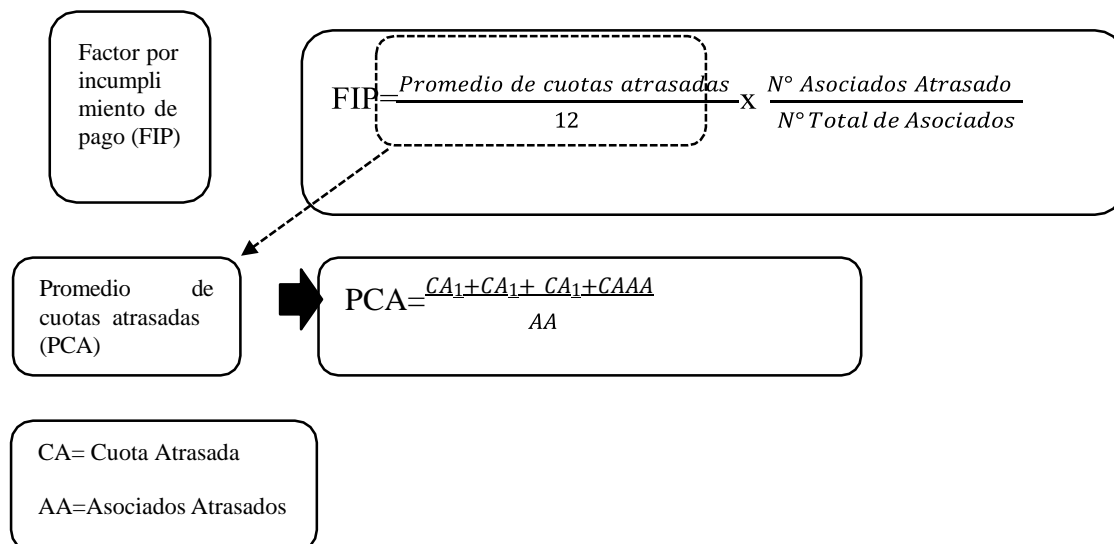 Factor por
incumpli
miento de
pago (FIP)
FIP= Promedio de cuotas atrasadas / 12 x N° Asociados Atrasado / N° Total de Asociados
Promedio de
cuotas atrasadas
(PCA)
PCA= CA1+CA1+ CA1+CAAA / AA
CA= Cuota Atrasada
AA=Asociados Atrasados